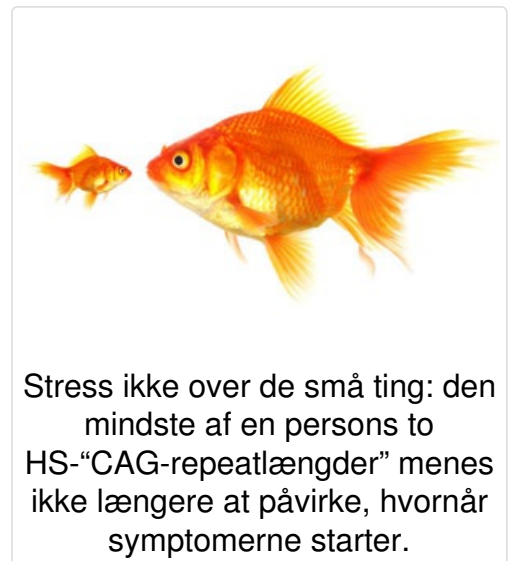 Stress ikke over de små ting: den
mindste af en persons to
HS-“CAG-repeatlængder” menes
ikke længere at påvirke, hvornår
symptomerne starter.